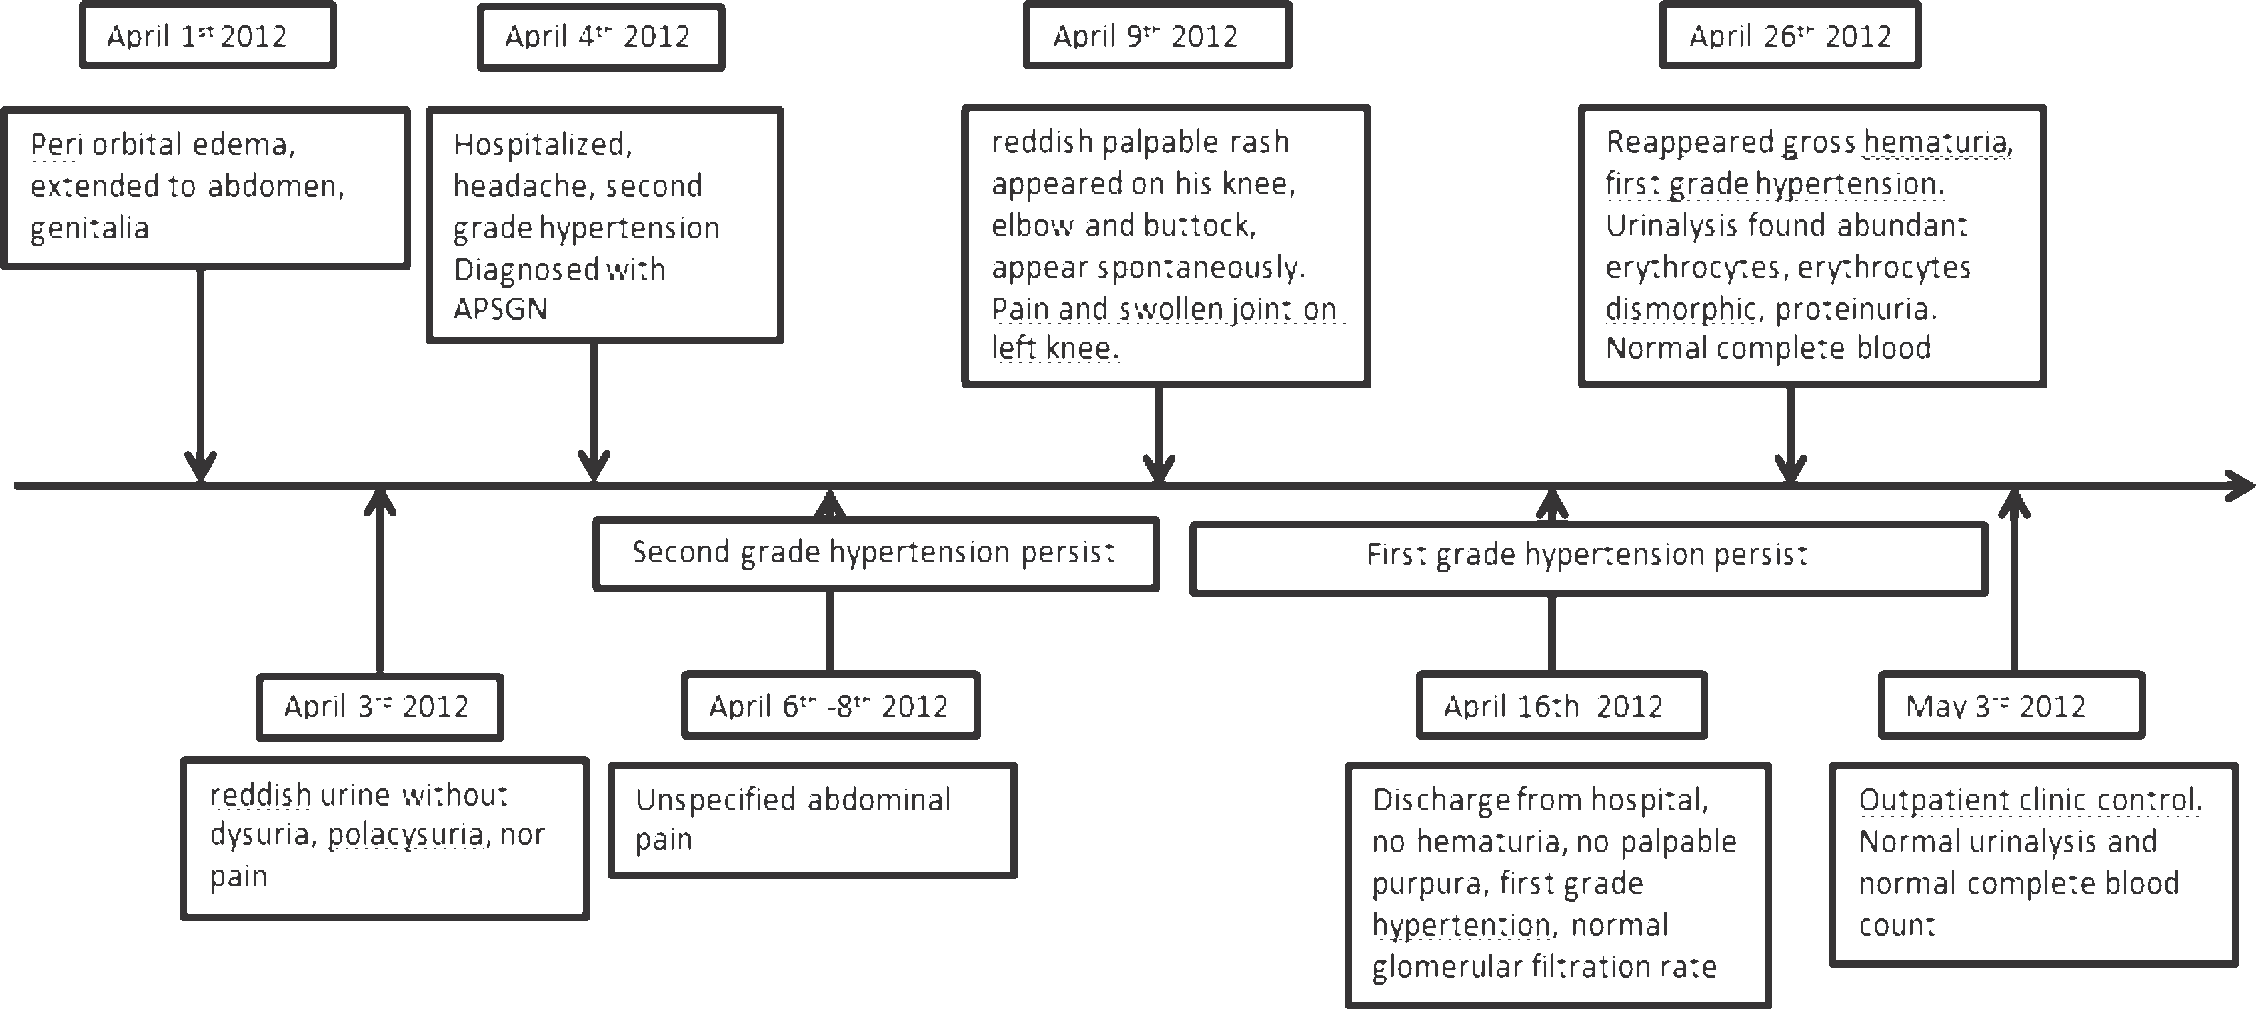 April 1st 2012
Peri orbital edema,
extended to abdomen,
genitalia
April 4th 2012
Hospitalized,
headache, second
grade hypertension
Diagnosed with
APSGN
April 9th 2012
reddish palpable rash
appeared on his knee,
elbow and buttock,
appear spontaneously.
Pain and swollen joint on
left knee.
April 26th 2012
Reappeared gross hematuria,
first grade hypertension.
Urinalysis found abundant
erythrocytes, erythrocytes
dismorphic, proteinuria.
Normal complete blood
Second grade hypertension persist
First grade hypertension persist
April 3rd 2012
reddish urine without
dysuria, polacysuria, nor
pain
April 6th -8th 2012
Unspecified abdominal
pain
April 16th 2012
Discharge from hospital,
no hematuria, no palpable
purpura, first grade
hypertention, normal
glomerular filtration rate
May 3rd 2012
Outpatient clinic control.
Normal urinalysis and
normal complete blood
count